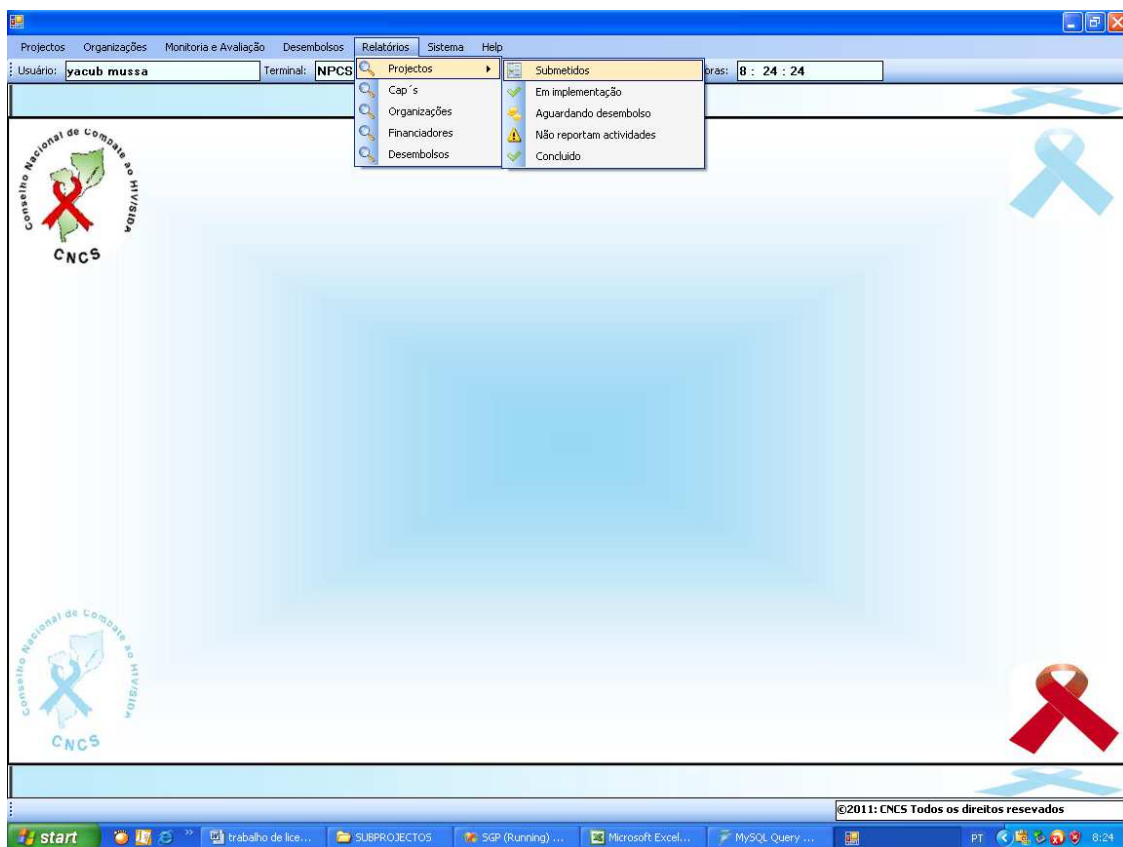 Projectos Organizações Monitoria e Avaliação Desembolsos Relatórios Sistema Help
Usuário: yacub mussa Terminal: NPCS oras: 8 : 24 : 24
Projectos
Cap´s
Organizações
Financiadores
Desembolsos
Submetidos
Em implementação
Aguardando desembolso
Não reportam actividades
Concluido
Conselho Nacional de Combate ao HIV/SIDA
CNCS
Conselho Nacional de Combate ao HIV/SIDA
CNCS
©2011: CNCS Todos os direitos resevados
start trabalho de lice... SUBPROJECTOS SGP (Running) ... Microsoft Excel... MySQL Query ... PT 8:24